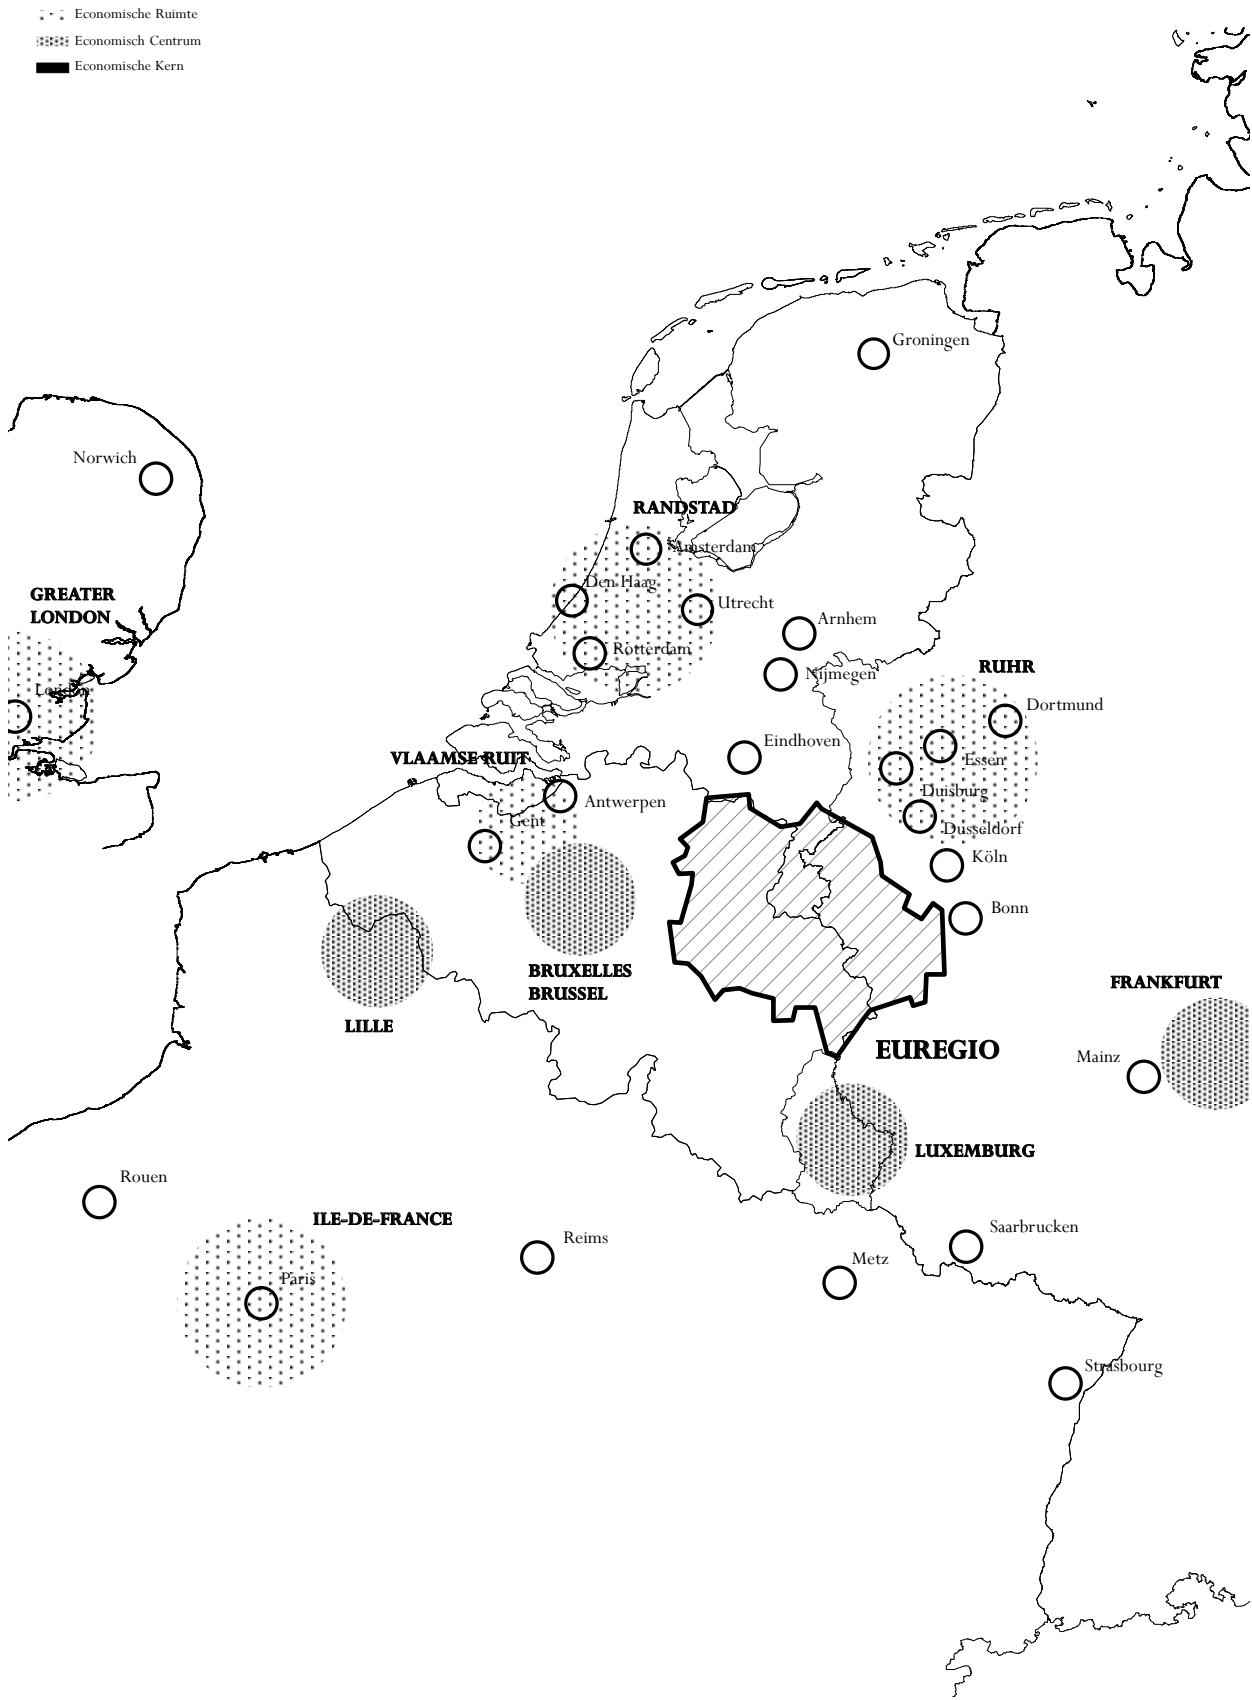 Economische Ruimte
Economisch Centrum
Economische Kern
Groningen
Norwich
RANDSTAD
Amsterdam
Den Haag
GREATER
LONDON
Utrecht
Arnhem
Rotterdam
RUHR
Nijmegen
London
Dortmund
Eindhoven
VLAAMSE RUIT
Essen
Duisburg
Antwerpen
Gent
Dusseldorf
Köln
Bonn
BRUXELLES
BRUSSEL
FRANKFURT
LILLE
EUREGIO
Mainz
LUXEMBURG
Rouen
ILE-DE-FRANCE
Saarbrucken
Reims
Metz
Paris
Strasbourg